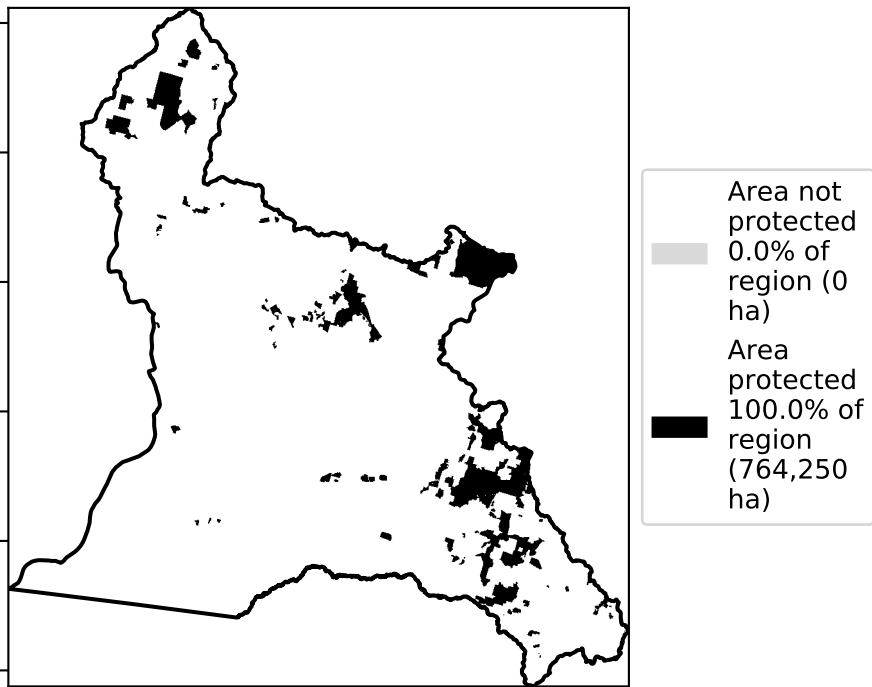 Area not
protected
0.0% of
region (0
ha)
Area
protected
100.0% of
region
(764,250
ha)